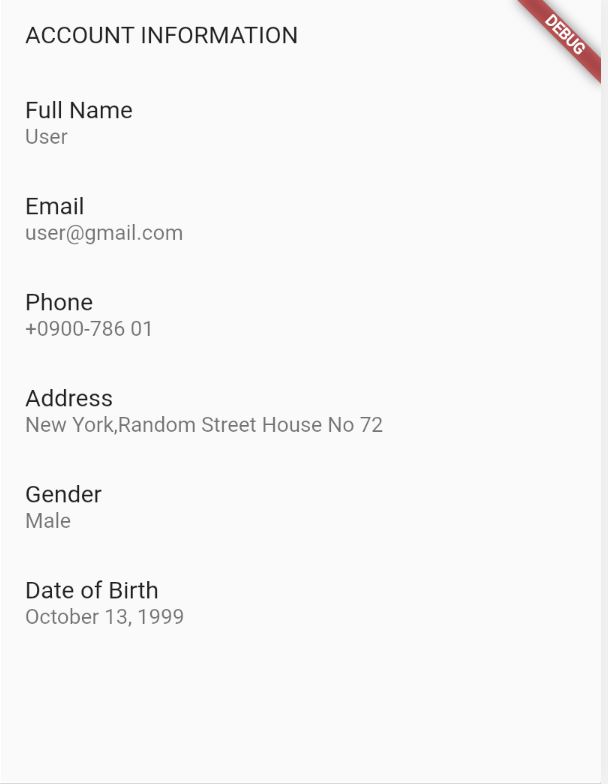 ACCOUNT INFORMATION
DEBUG
Full Name
User
Email
user@gmail.com
Phone
+0900-786 01
Address
New York,Random Street House No 72
Gender
Male
Date of Birth
October 13, 1999